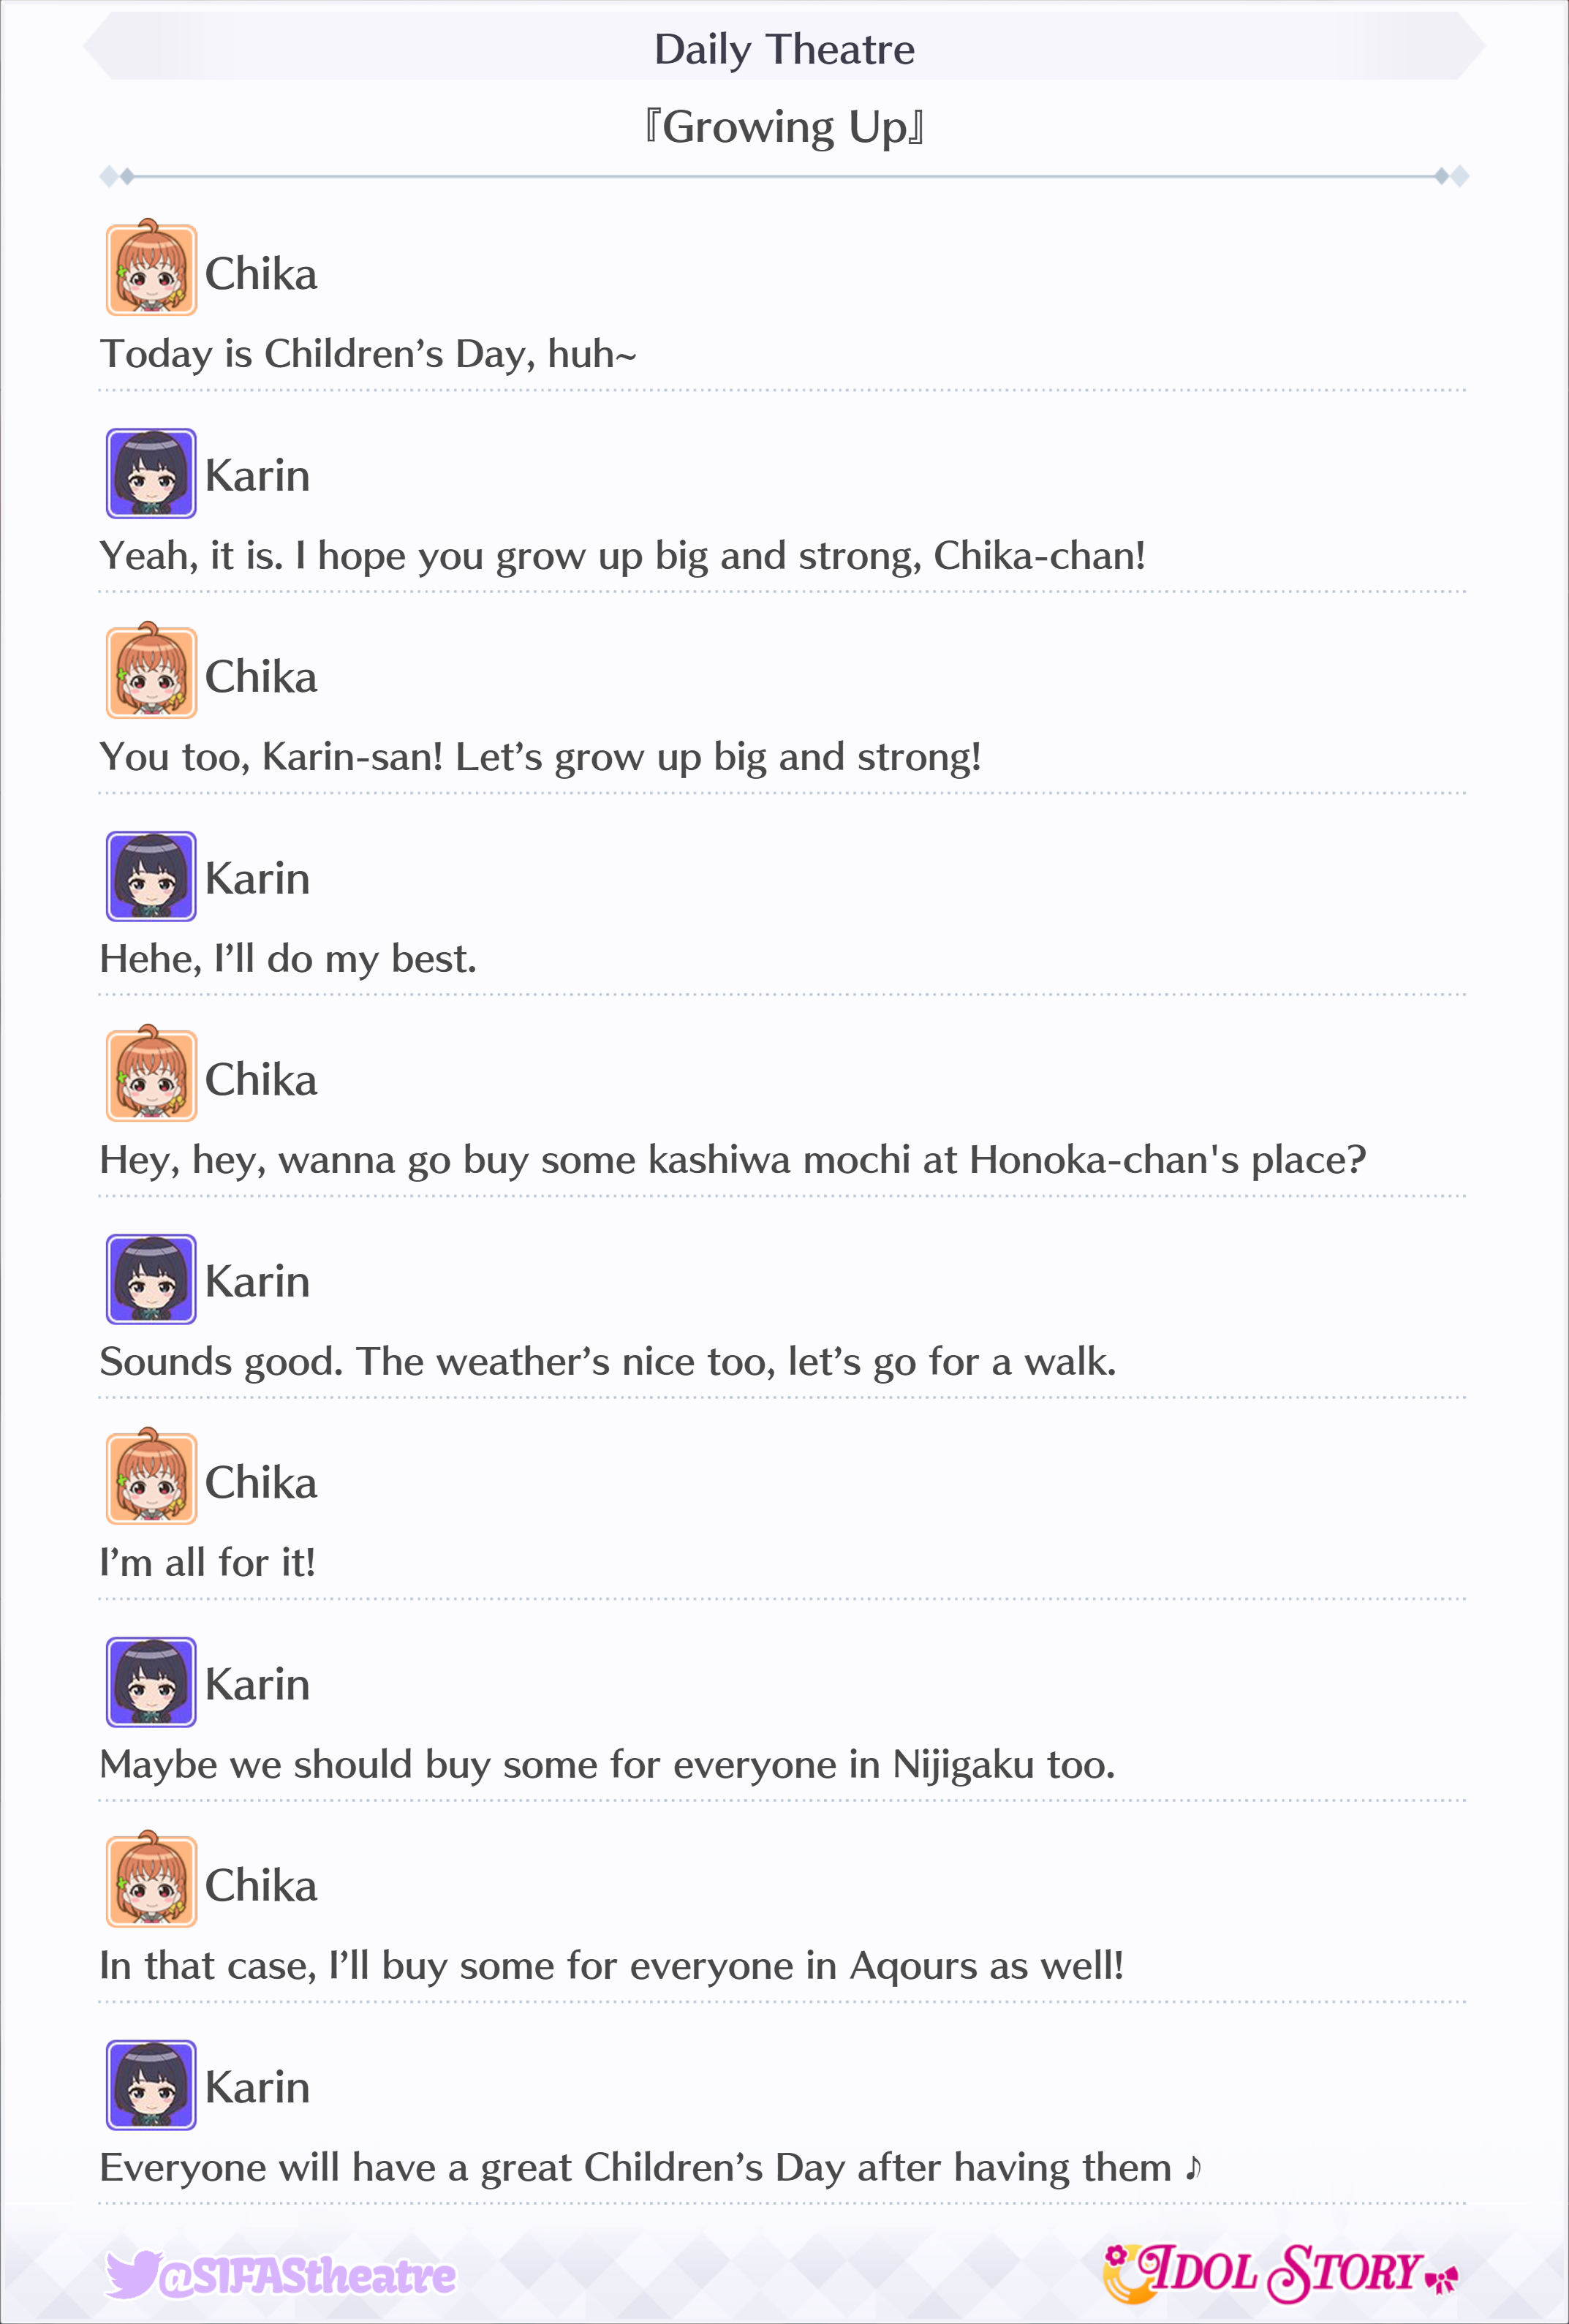 Daily Theatre
『Growing Up』
Chika
Today is Children’s Day, huh~
Karin
Yeah, it is. I hope you grow up big and strong, Chika-chan!
Chika
You too, Karin-san! Let’s grow up big and strong!
Karin
Hehe, I’ll do my best.
Chika
Hey, hey, wanna go buy some kashiwa mochi at Honoka-chan's place?
Karin
Sounds good. The weather’s nice too, let’s go for a walk.
Chika
I’m all for it!
Karin
Maybe we should buy some for everyone in Nijigaku too.
Chika
In that case, I’ll buy some for everyone in Aqours as well!
Karin
Everyone will have a great Children’s Day after having them ♪
@SIFAStheatre
IDOL STORY